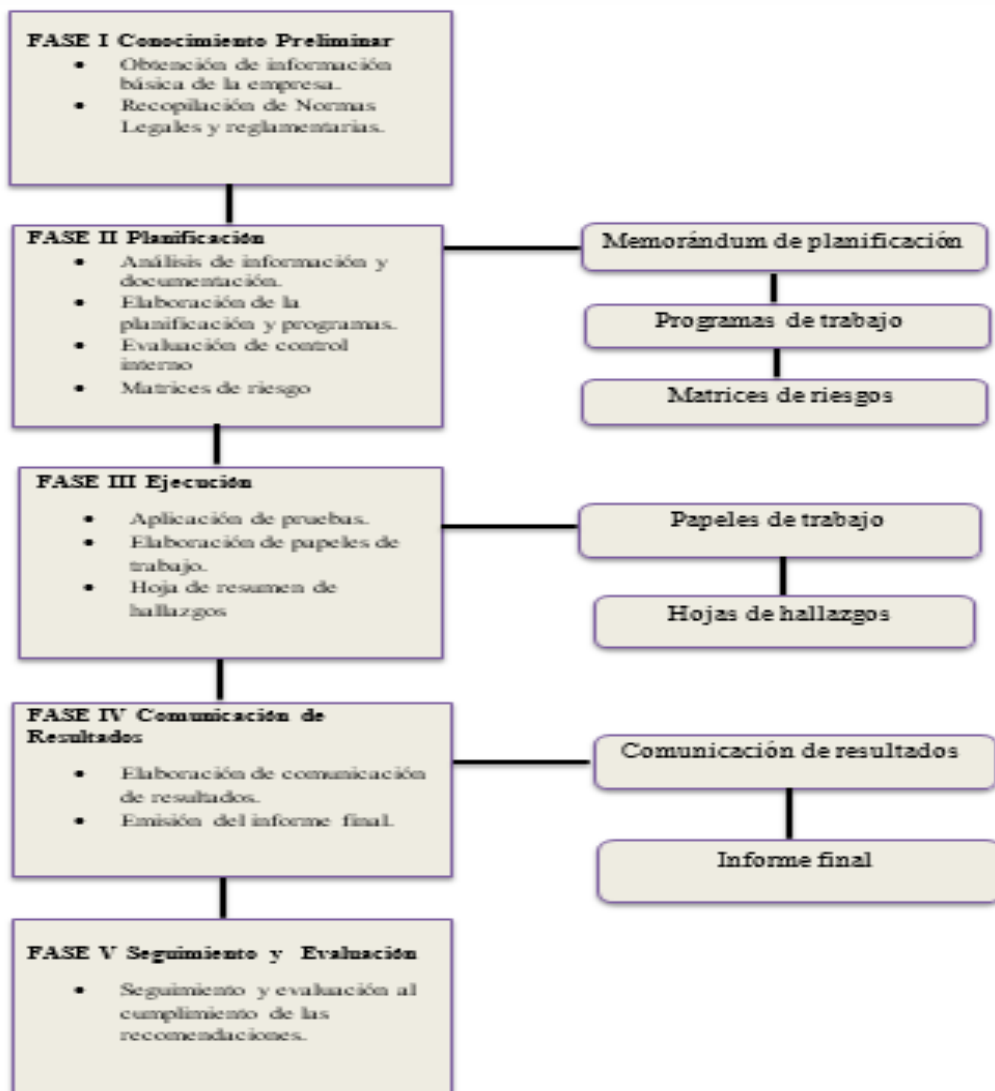 FASE I Conocimiento Preliminar
• Obtención de información
básica de la empresa.
• Recopilación de Normas
Legales y reglamentarias.
FASE II Planificación
• Análisis de información y
documentación.
• Elaboración de la
planificación y programas.
• Evaluación de control
interno
• Matrices de riesgo
Memorándum de planificación
Programas de trabajo
Matrices de riesgos
FASE III Ejecución
• Aplicación de pruebas.
• Elaboración de papeles de
trabajo.
• Hoja de resumen de
hallazgos
Papeles de trabajo
Hojas de hallazgos
FASE IV Comunicación de
Resultados
• Elaboración de comunicación
de resultados.
• Emisión del informe final.
Comunicación de resultados
Informe final
FASE V Seguimiento y Evaluación
• Seguimiento y evaluación al
cumplimiento de las
recomendaciones.